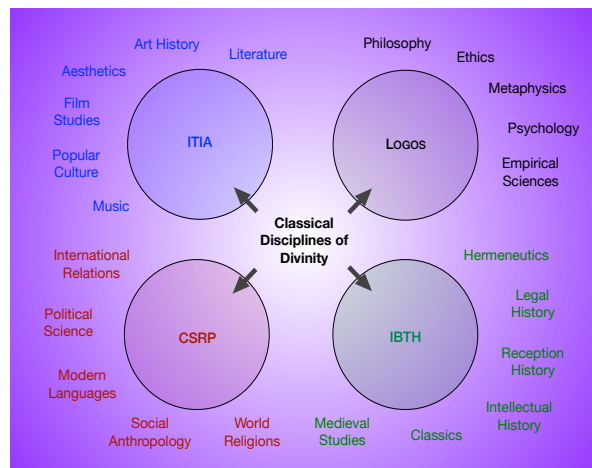 Art History
Literature
Aesthetics
Film
Studies
Popular
Culture
Music
ITIA
Philosophy
Ethics
Metaphysics
Psychology
Empirical
Sciences
Logos
Classical
Disciplines of
Divinity
International
Relations
Political
Science
Modern
Languages
Social
Anthropology
World
Religions
CSRP
Hermeneutics
Legal
History
Reception
History
Intellectual
History
Classics
Medieval
Studies
IBTH